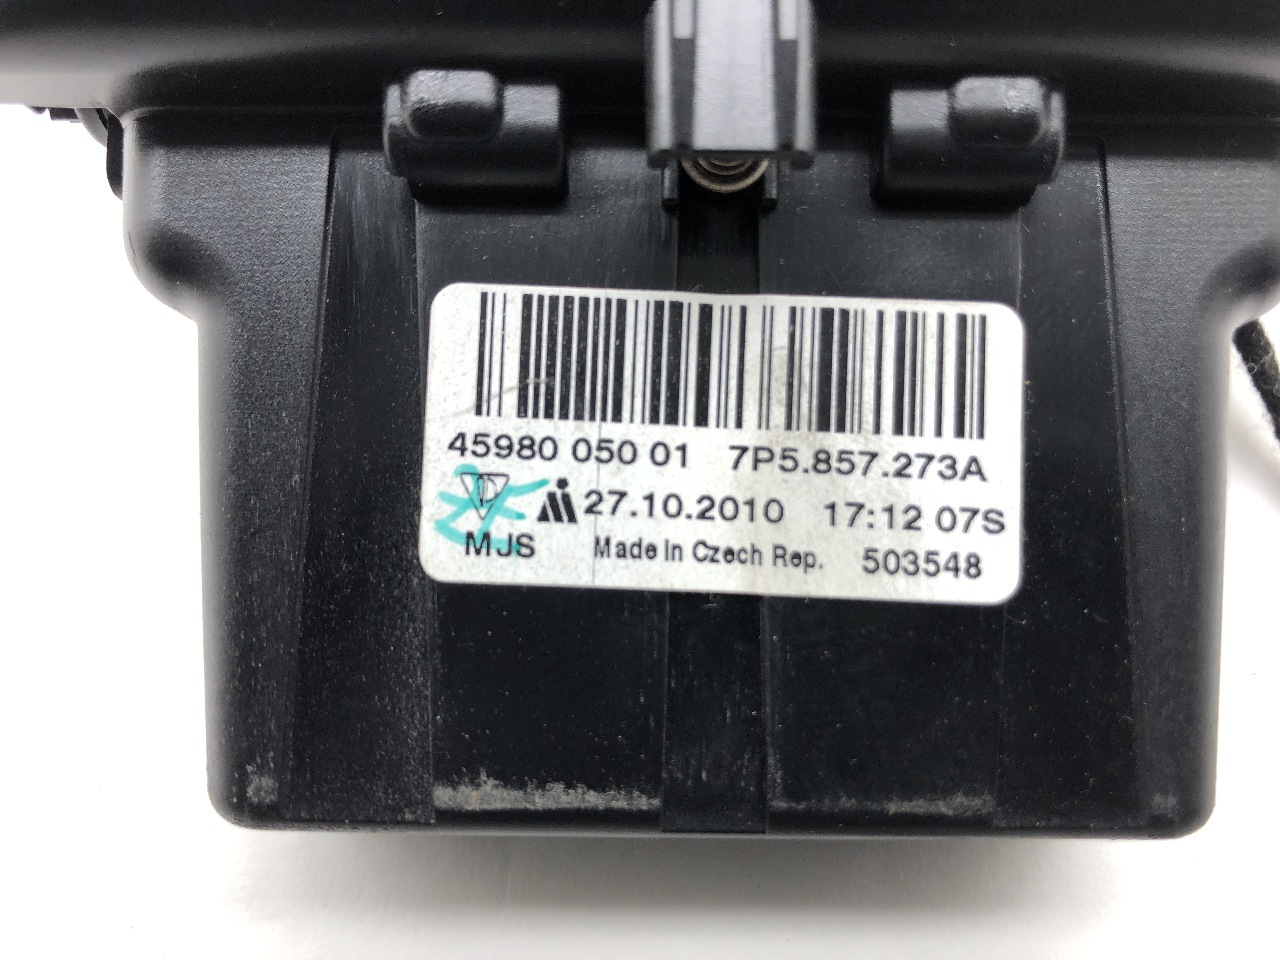 45980 050 01 7P5.857.273A
27.10.2010 17:12 07S
MJS Made In Czech Rep. 503548